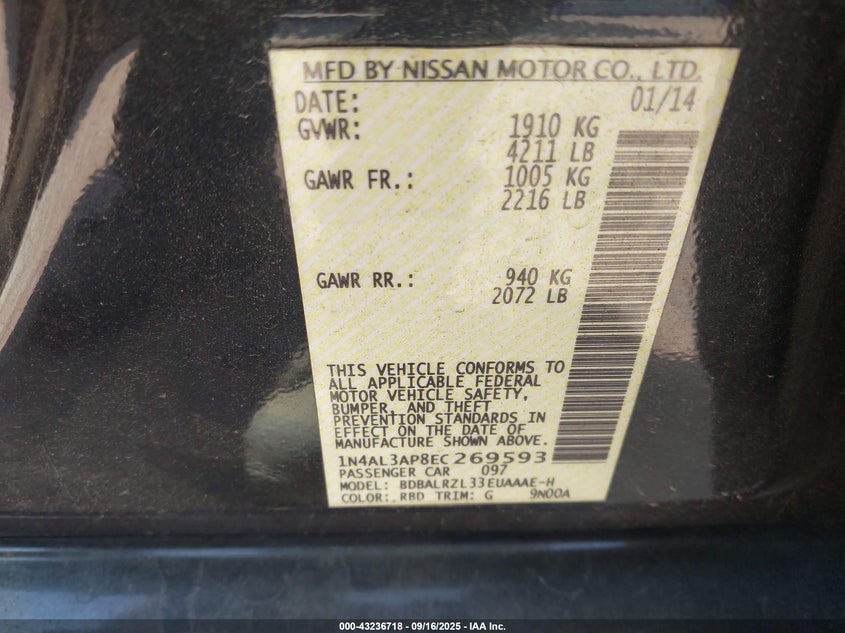 MFD BY NISSAN MOTOR CO., LTD.
DATE: 01/14
GVWR: 1910 KG
4211 LB
GAWR FR.: 1005 KG
2216 LB
GAWR RR.: 940 KG
2072 LB
THIS VEHICLE CONFORMS TO
ALL APPLICABLE FEDERAL
MOTOR VEHICLE SAFETY,
BUMPER, AND THEFT
PREVENTION STANDARDS IN
EFFECT ON THE DATE OF
MANUFACTURE SHOWN ABOVE.
1N4AL3AP8EC269593
PASSENGER CAR 097
MODEL: BDBALRZL33EUAAAE-H
COLOR: RBD TRIM: G 9N00A
000-43236718 - 09/16/2025 - IAA Inc.